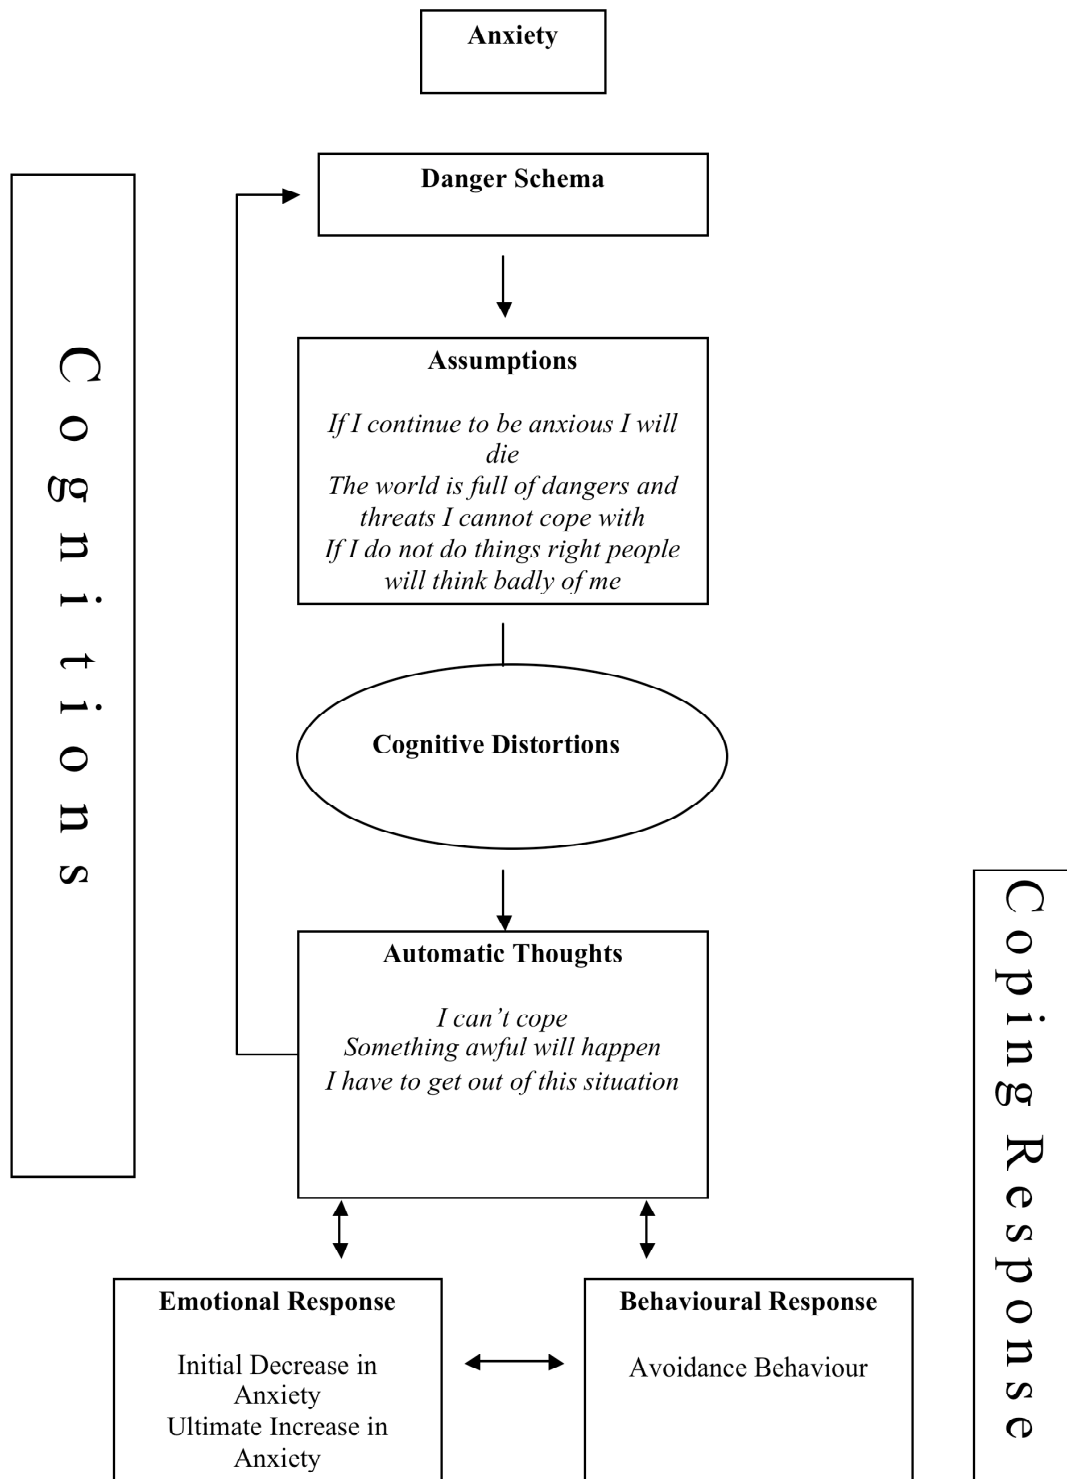 Anxiety
Danger Schema
Cognitions
Assumptions
If I continue to be anxious I will
die
The world is full of dangers and
threats I cannot cope with
If I do not do things right people
will think badly of me
Cognitive Distortions
Automatic Thoughts
I can’t cope
Something awful will happen
I have to get out of this situation
Coping Response
Emotional Response
Initial Decrease in
Anxiety
Ultimate Increase in
Anxiety
Behavioural Response
Avoidance Behaviour